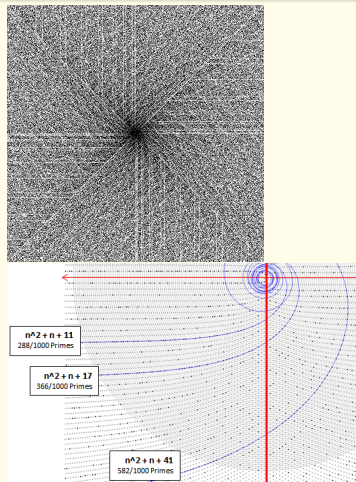 n^2 + n + 11
288/1000 Primes
n^2 + n + 17
366/1000 Primes
n^2 + n + 41
582/1000 Primes